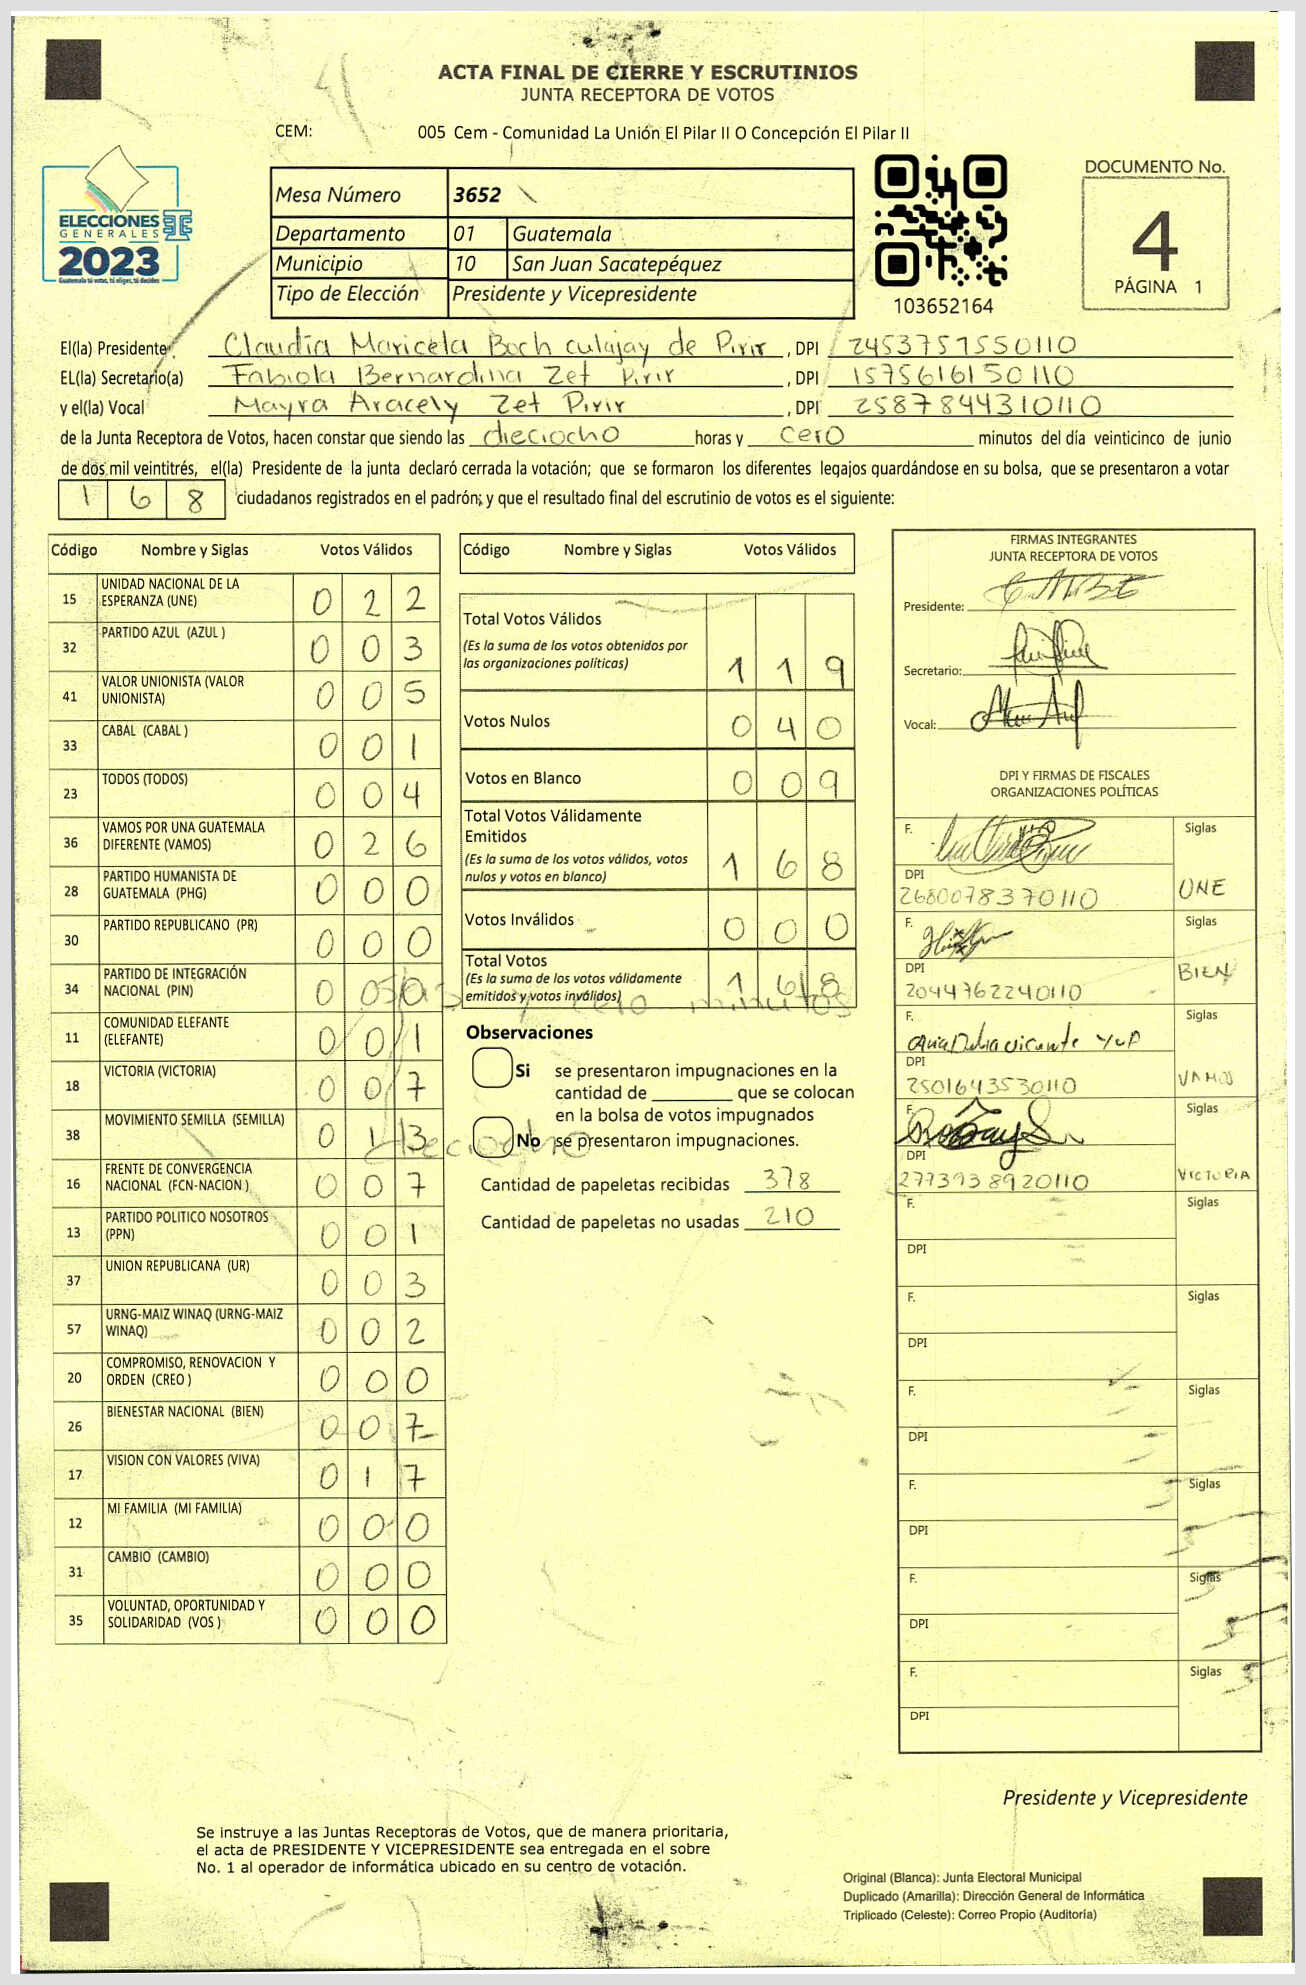 ACTA FINAL DE CIERRE Y ESCRUTINIOS
JUNTA RECEPTORA DE VOTOS
CEM: 005 Cem - Comunidad La Unión El Pilar II O Concepción El Pilar II
ELECCIONES
GENERALES
2023
Guatemala tú votas, tú eliges, tú decides
Mesa Número 3652
Departamento 01 Guatemala
Municipio 10 San Juan Sacatepéquez
Tipo de Elección Presidente y Vicepresidente
103652164
DOCUMENTO No.
4
PÁGINA 1
El(la) Presidente Claudia Maricela Boch culajay de Pirir, DPI 2453757550110
EL(la) Secretario(a) Fabiola Bernardina Zet Pirir, DPI 1575616150110
y el(la) Vocal Mayra Aracely Zet Pirir, DPI 2587844310110
de la Junta Receptora de Votos, hacen constar que siendo las dieciocho horas y cero minutos del día veinticinco de junio
de dos mil veintitrés, el(la) Presidente de la junta declaró cerrada la votación; que se formaron los diferentes legajos guardándose en su bolsa, que se presentaron a votar
1 6 8 ciudadanos registrados en el padrón; y que el resultado final del escrutinio de votos es el siguiente:
Código Nombre y Siglas Votos Válidos
15 UNIDAD NACIONAL DE LA ESPERANZA (UNE) 0 2 2
32 PARTIDO AZUL (AZUL ) 0 0 3
41 VALOR UNIONISTA (VALOR UNIONISTA) 0 0 5
33 CABAL (CABAL ) 0 0 1
23 TODOS (TODOS) 0 0 4
36 VAMOS POR UNA GUATEMALA DIFERENTE (VAMOS) 0 2 6
28 PARTIDO HUMANISTA DE GUATEMALA (PHG) 0 0 0
30 PARTIDO REPUBLICANO (PR) 0 0 0
34 PARTIDO DE INTEGRACIÓN NACIONAL (PIN) 0 0 0
11 COMUNIDAD ELEFANTE (ELEFANTE) 0 0 1
18 VICTORIA (VICTORIA) 0 0 7
38 MOVIMIENTO SEMILLA (SEMILLA) 0 1 3
16 FRENTE DE CONVERGENCIA NACIONAL (FCN-NACION ) 0 0 7
13 PARTIDO POLITICO NOSOTROS (PPN) 0 0 1
37 UNION REPUBLICANA (UR) 0 0 3
57 URNG-MAIZ WINAQ (URNG-MAIZ WINAQ) 0 0 2
20 COMPROMISO, RENOVACION Y ORDEN (CREO ) 0 0 0
26 BIENESTAR NACIONAL (BIEN) 0 0 7
17 VISION CON VALORES (VIVA) 0 1 7
12 MI FAMILIA (MI FAMILIA) 0 0 0
31 CAMBIO (CAMBIO) 0 0 0
35 VOLUNTAD, OPORTUNIDAD Y SOLIDARIDAD (VOS ) 0 0 0
Código Nombre y Siglas Votos Válidos
Total Votos Válidos
(Es la suma de los votos obtenidos por
las organizaciones políticas) 1 1 9
Votos Nulos 0 4 0
Votos en Blanco 0 0 9
Total Votos Válidamente
Emitidos
(Es la suma de los votos válidos, votos
nulos y votos en blanco) 1 6 8
Votos Inválidos 0 0 0
Total Votos
(Es la suma de los votos válidamente
emitidos y votos inválidos) 1 6 8
cero minutos
Observaciones
Si se presentaron impugnaciones en la
cantidad de ________ que se colocan
en la bolsa de votos impugnados
No se presentaron impugnaciones.
dieciocho
Cantidad de papeletas recibidas 378
Cantidad de papeletas no usadas 210
FIRMAS INTEGRANTES
JUNTA RECEPTORA DE VOTOS
Presidente:
Secretario:
Vocal:
DPI Y FIRMAS DE FISCALES
ORGANIZACIONES POLÍTICAS
F. Siglas
DPI
2680078370110 UNE
F. Siglas
DPI
2044762240110 BIEN
F. Siglas
DPI
2501643530110 VAMOS
F. Siglas
DPI
2773938920110 VICTORIA
F. Siglas
DPI
F. Siglas
DPI
F. Siglas
DPI
F. Siglas
DPI
F. Siglas
DPI
F. Siglas
DPI
Presidente y Vicepresidente
Se instruye a las Juntas Receptoras de Votos, que de manera prioritaria,
el acta de PRESIDENTE Y VICEPRESIDENTE sea entregada en el sobre
No. 1 al operador de informática ubicado en su centro de votación.
Original (Blanca): Junta Electoral Municipal
Duplicado (Amarilla): Dirección General de Informática
Triplicado (Celeste): Correo Propio (Auditoría)